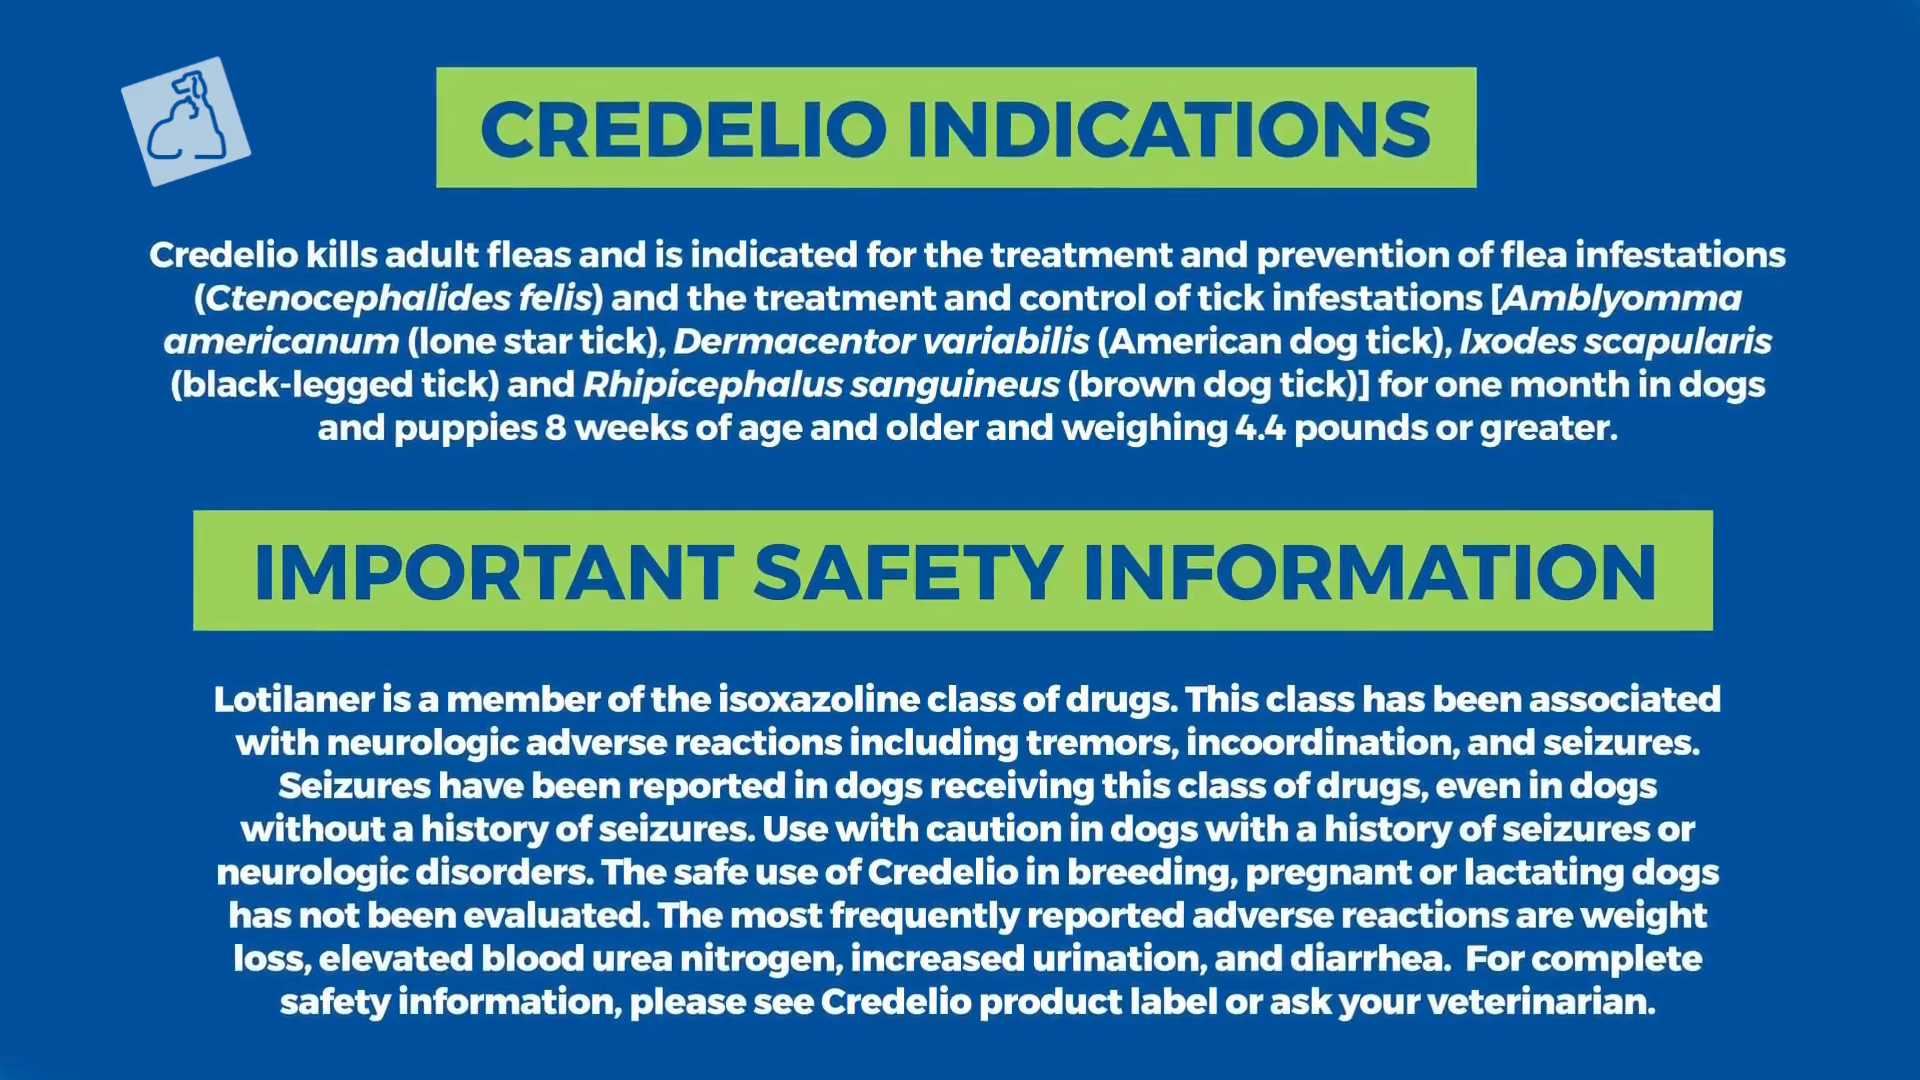 CREDELIO INDICATIONS
Credelio kills adult fleas and is indicated for the treatment and prevention of flea infestations
(Ctenocephalides felis) and the treatment and control of tick infestations [Amblyomma
americanum (lone star tick), Dermacentor variabilis (American dog tick), Ixodes scapularis
(black-legged tick) and Rhipicephalus sanguineus (brown dog tick)] for one month in dogs
and puppies 8 weeks of age and older and weighing 4.4 pounds or greater.
IMPORTANT SAFETY INFORMATION
Lotilaner is a member of the isoxazoline class of drugs. This class has been associated
with neurologic adverse reactions including tremors, incoordination, and seizures.
Seizures have been reported in dogs receiving this class of drugs, even in dogs
without a history of seizures. Use with caution in dogs with a history of seizures or
neurologic disorders. The safe use of Credelio in breeding, pregnant or lactating dogs
has not been evaluated. The most frequently reported adverse reactions are weight
loss, elevated blood urea nitrogen, increased urination, and diarrhea.  For complete
safety information, please see Credelio product label or ask your veterinarian.